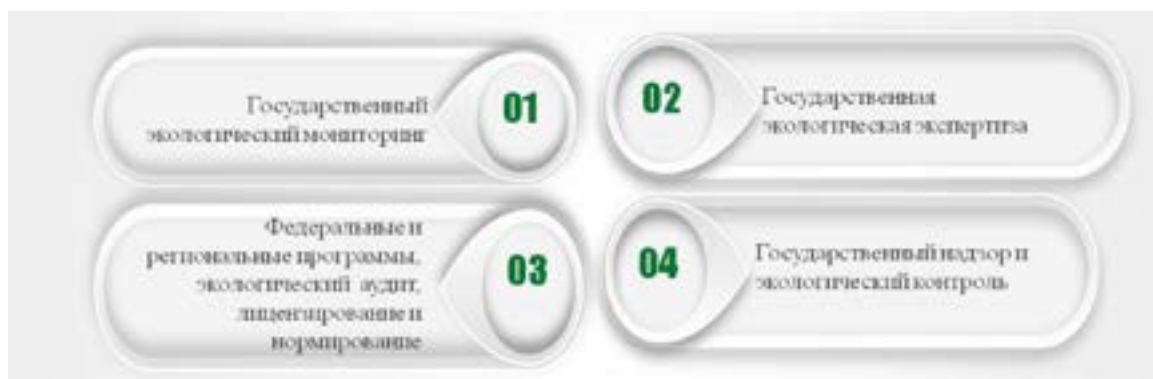 01
Государственный
экологический мониторинг
02
Государственная
экологическая экспертиза
03
Федеральные и
региональные программы,
экологический аудит,
лицензирование и
нормирование
04
Государственный надзор и
экологический контроль